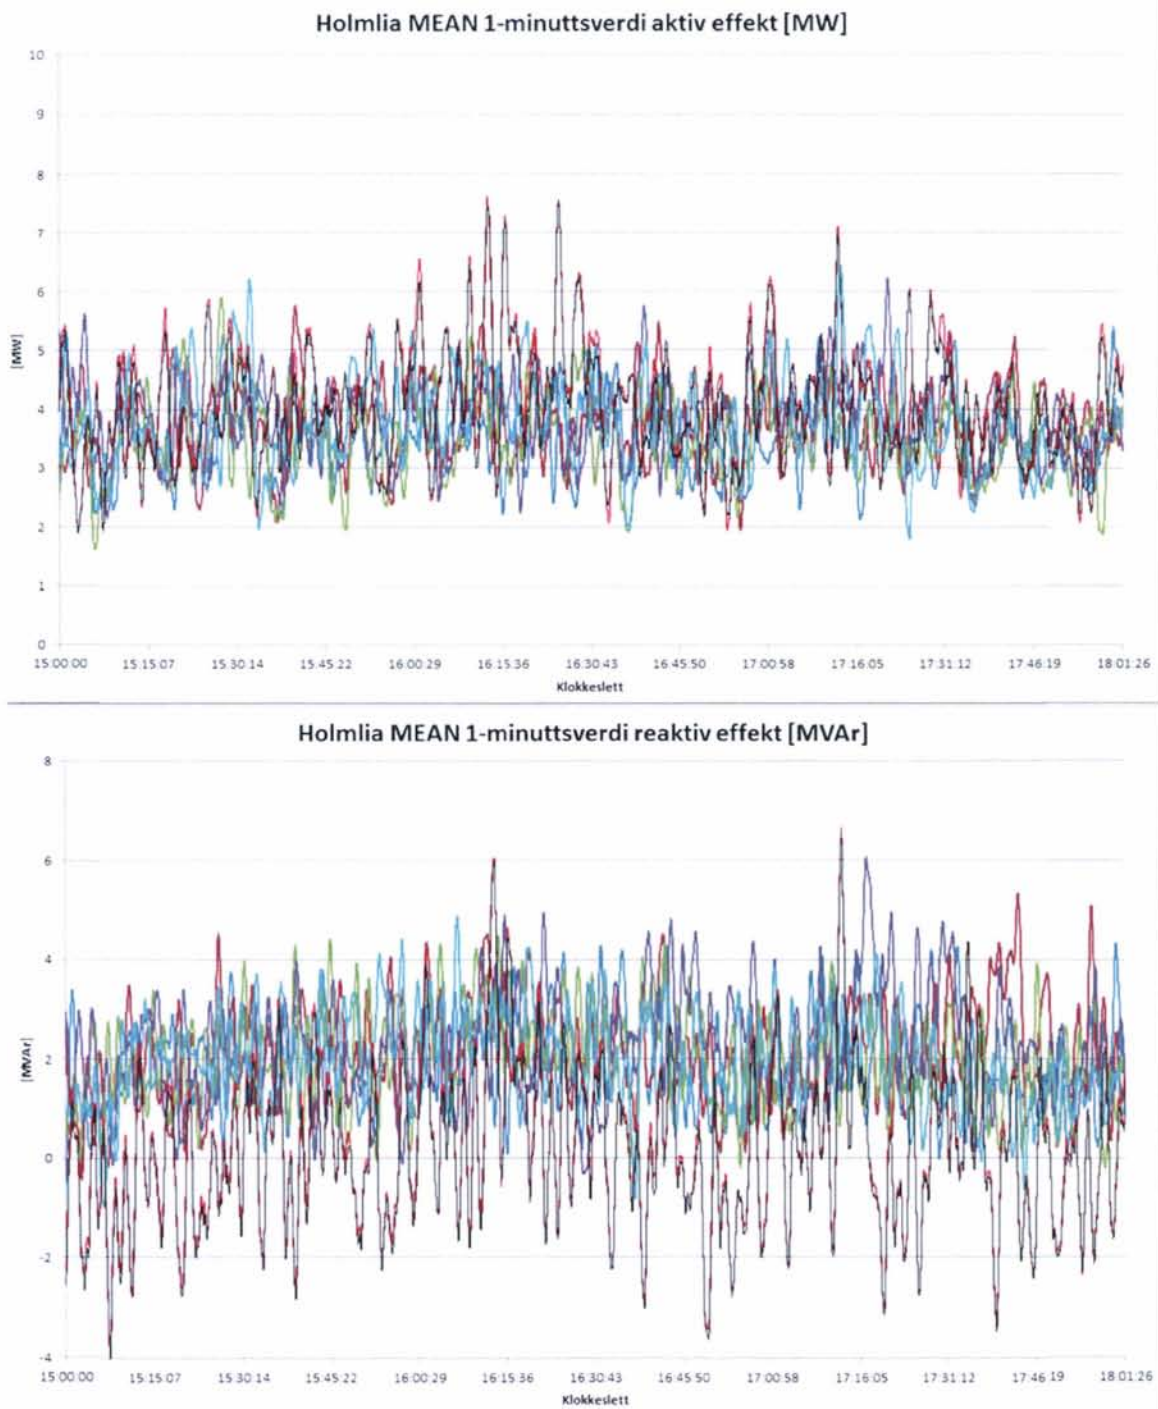 Holmlia MEAN 1-minuttsverdi aktiv effekt [MW]
10
9
8
7
6
5
4
3
2
1
0
[MW]
15:00:00 15:15:07 15:30:14 15:45:22 16:00:29 16:15:36 16:30:43 16:45:50 17:00:58 17:16:05 17:31:12 17:46:19 18:01:26
Klokkeslett
Holmlia MEAN 1-minuttsverdi reaktiv effekt [MVAr]
8
6
4
2
0
-2
-4
[MVAr]
15:00:00 15:15:07 15:30:14 15:45:22 16:00:29 16:15:36 16:30:43 16:45:50 17:00:58 17:16:05 17:31:12 17:46:19 18:01:26
Klokkeslett